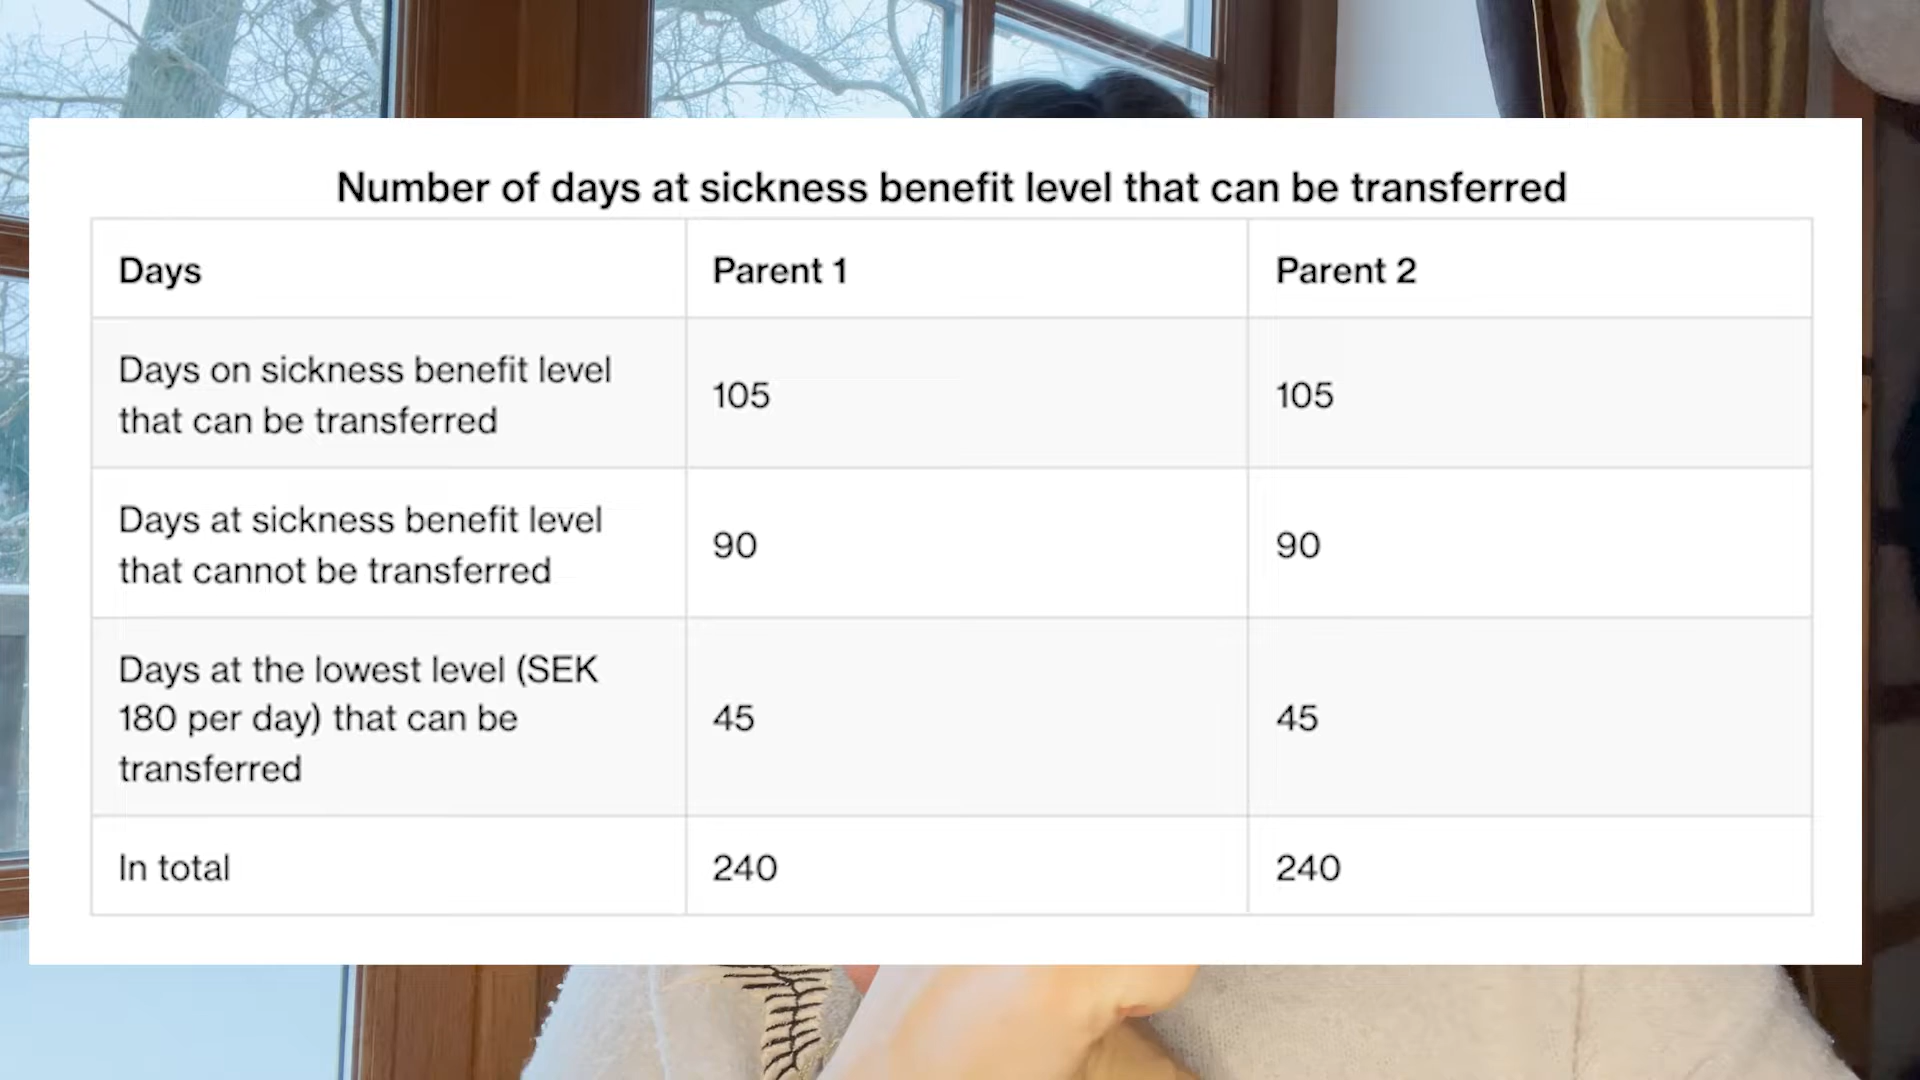 Number of days at sickness benefit level that can be transferred
Days
Parent 1
Parent 2
Days on sickness benefit level
that can be transferred
105
105
Days at sickness benefit level
that cannot be transferred
90
90
Days at the lowest level (SEK
180 per day) that can be
transferred
45
45
In total
240
240